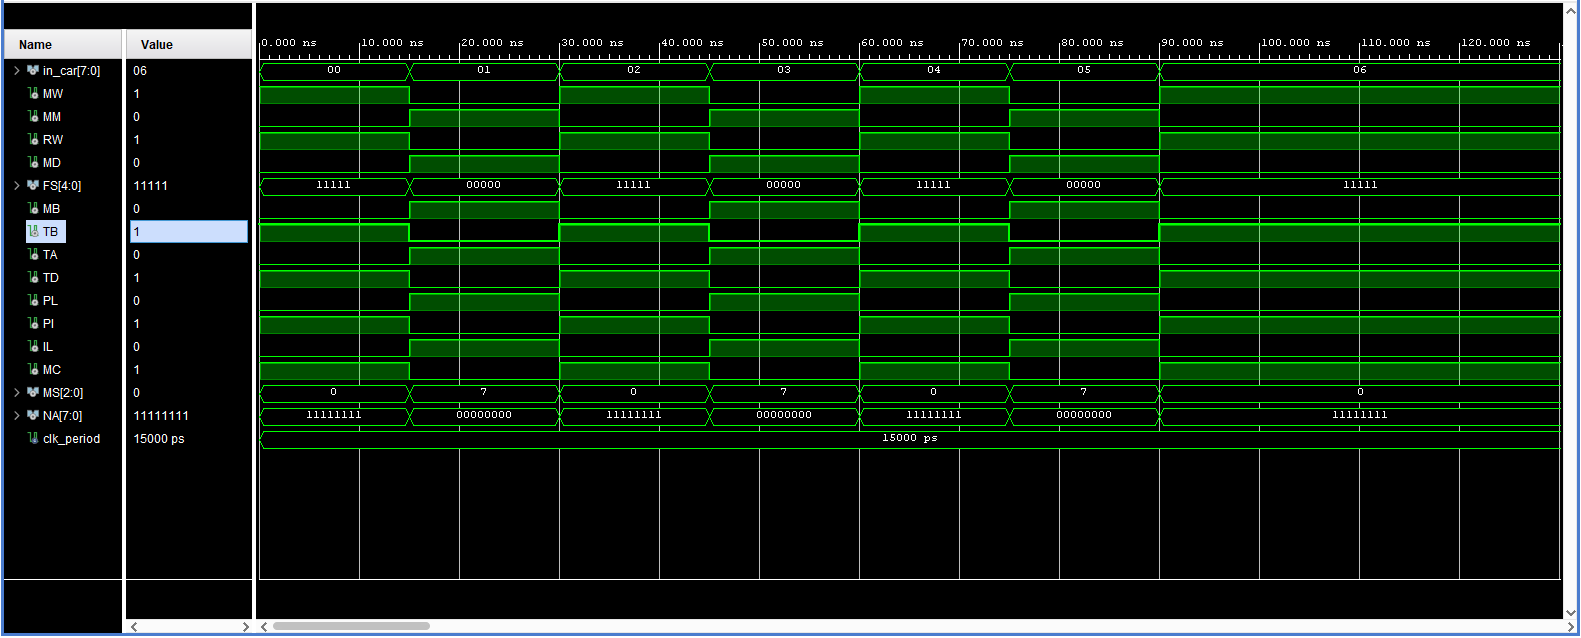 Name Value 0.000 ns 10.000 ns 20.000 ns 30.000 ns 40.000 ns 50.000 ns 60.000 ns 70.000 ns 80.000 ns 90.000 ns 100.000 ns 110.000 ns 120.000 ns
in_car[7:0] 06 00 01 02 03 04 05 06
MW 1
MM 0
RW 1
MD 0
FS[4:0] 11111 11111 00000 11111 00000 11111 00000 11111
MB 0
TB 1
TA 0
TD 1
PL 0
PI 1
IL 0
MC 1
MS[2:0] 0 0 7 0 7 0 7 0
NA[7:0] 11111111 11111111 00000000 11111111 00000000 11111111 00000000 11111111
clk_period 15000 ps 15000 ps